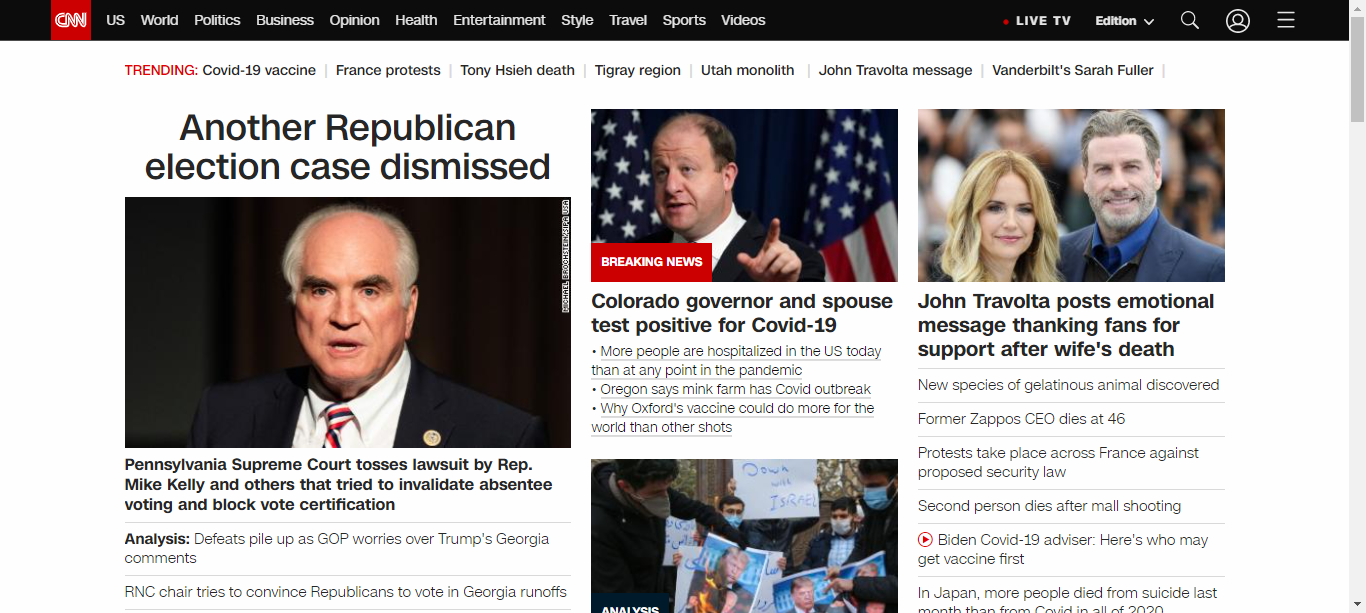 CNN US World Politics Business Opinion Health Entertainment Style Travel Sports Videos LIVE TV Edition
TRENDING: Covid-19 vaccine | France protests | Tony Hsieh death | Tigray region | Utah monolith | John Travolta message | Vanderbilt's Sarah Fuller |
Another Republican
election case dismissed
MICHAEL BROCHSTEIN/SIPA USA
Pennsylvania Supreme Court tosses lawsuit by Rep.
Mike Kelly and others that tried to invalidate absentee
voting and block vote certification
Analysis: Defeats pile up as GOP worries over Trump's Georgia
comments
RNC chair tries to convince Republicans to vote in Georgia runoffs
BREAKING NEWS
Colorado governor and spouse
test positive for Covid-19
• More people are hospitalized in the US today
than at any point in the pandemic
• Oregon says mink farm has Covid outbreak
• Why Oxford's vaccine could do more for the
world than other shots
DOWN
with
ISRAEL
ANALYSIS
John Travolta posts emotional
message thanking fans for
support after wife's death
New species of gelatinous animal discovered
Former Zappos CEO dies at 46
Protests take place across France against
proposed security law
Second person dies after mall shooting
Biden Covid-19 adviser: Here's who may
get vaccine first
In Japan, more people died from suicide last
month than from Covid in all of 2020